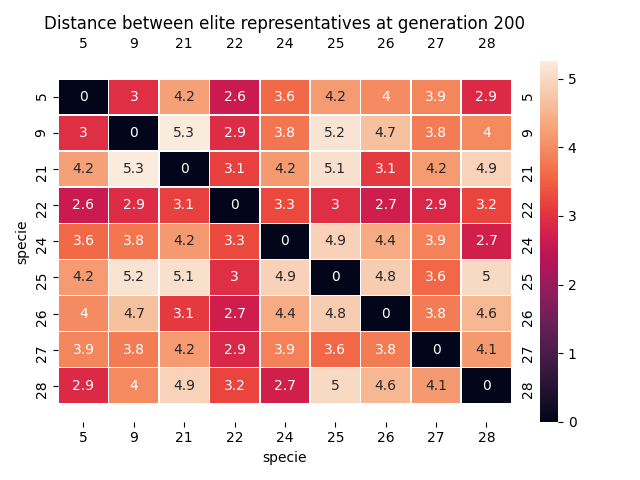 Distance between elite representatives at generation 200
5 9 21 22 24 25 26 27 28
5 0 3 4.2 2.6 3.6 4.2 4 3.9 2.9 5
9 3 0 5.3 2.9 3.8 5.2 4.7 3.8 4 9
21 4.2 5.3 0 3.1 4.2 5.1 3.1 4.2 4.9 21
22 2.6 2.9 3.1 0 3.3 3 2.7 2.9 3.2 22
24 3.6 3.8 4.2 3.3 0 4.9 4.4 3.9 2.7 24
25 4.2 5.2 5.1 3 4.9 0 4.8 3.6 5 25
26 4 4.7 3.1 2.7 4.4 4.8 0 3.8 4.6 26
27 3.9 3.8 4.2 2.9 3.9 3.6 3.8 0 4.1 27
28 2.9 4 4.9 3.2 2.7 5 4.6 4.1 0 28
5 9 21 22 24 25 26 27 28
specie
specie
5
4
3
2
1
0